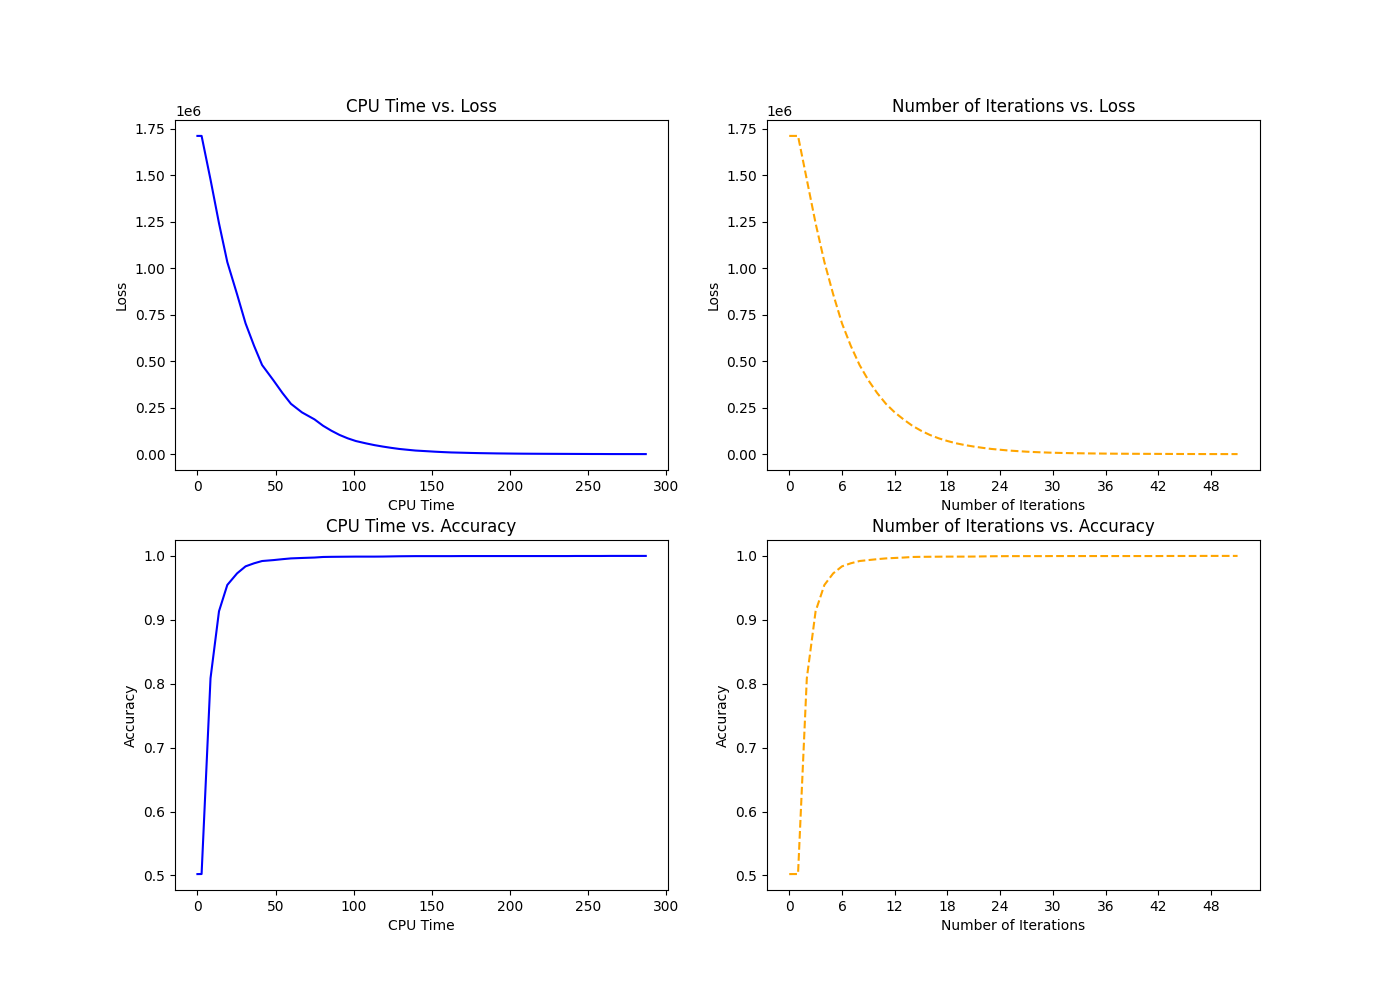 CPU Time vs. Loss
1e6
1.75
1.50
1.25
1.00
0.75
0.50
0.25
0.00
Loss
0 50 100 150 200 250 300
CPU Time
Number of Iterations vs. Loss
1e6
1.75
1.50
1.25
1.00
0.75
0.50
0.25
0.00
Loss
0 6 12 18 24 30 36 42 48
Number of Iterations
CPU Time vs. Accuracy
1.0
0.9
0.8
0.7
0.6
0.5
Accuracy
0 50 100 150 200 250 300
CPU Time
Number of Iterations vs. Accuracy
1.0
0.9
0.8
0.7
0.6
0.5
Accuracy
0 6 12 18 24 30 36 42 48
Number of Iterations